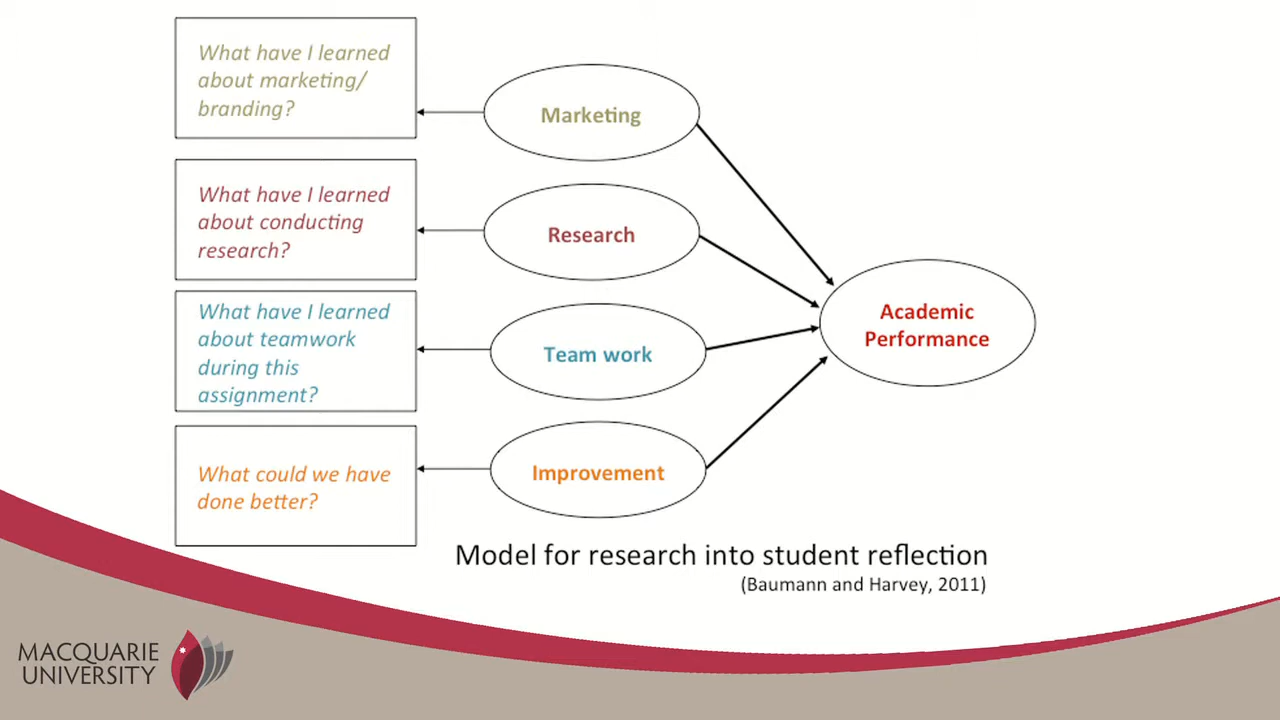 What have I learned
about marketing/
branding?
Marketing
What have I learned
about conducting
research?
Research
What have I learned
about teamwork
during this
assignment?
Team work
What could we have
done better?
Improvement
Academic
Performance
Model for research into student reflection
(Baumann and Harvey, 2011)
MACQUARIE
UNIVERSITY